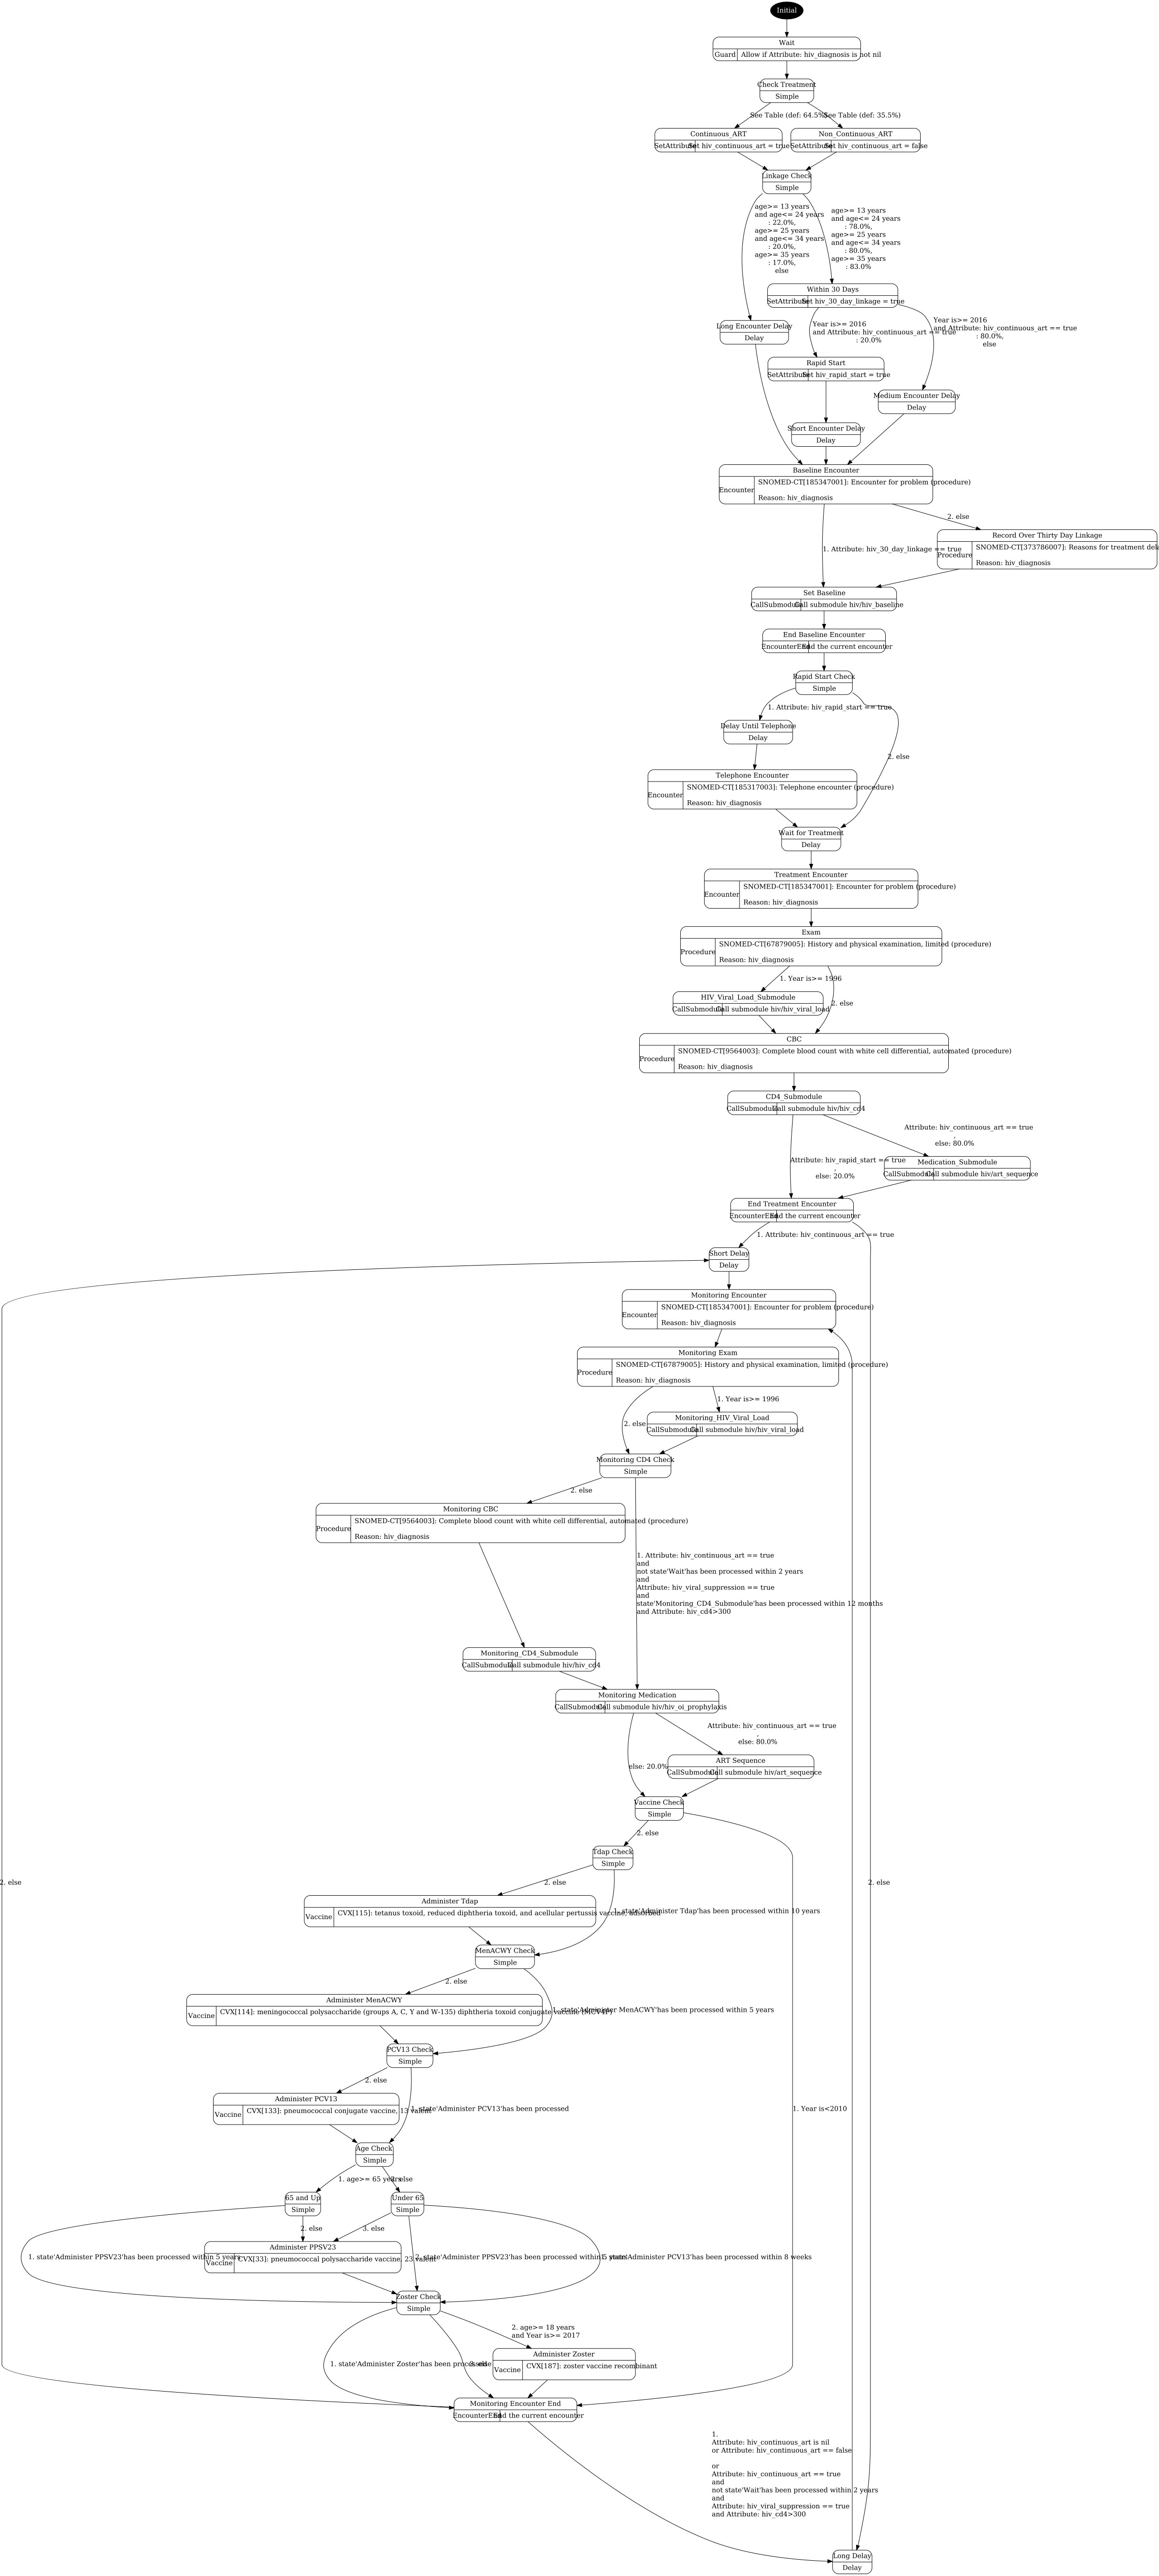 Initial
Wait
Guard
Allow if Attribute: hiv_diagnosis is not nil
Check Treatment
Simple
See Table (def: 64.5%)
See Table (def: 35.5%)
Continuous_ART
SetAttribute
Set hiv_continuous_art = true
Non_Continuous_ART
SetAttribute
Set hiv_continuous_art = false
Linkage Check
Simple
age>= 13 years
and age<= 24 years
: 22.0%,
age>= 25 years
and age<= 34 years
: 20.0%,
age>= 35 years
: 17.0%,
else
age>= 13 years
and age<= 24 years
: 78.0%,
age>= 25 years
and age<= 34 years
: 80.0%,
age>= 35 years
: 83.0%
Within 30 Days
SetAttribute
Set hiv_30_day_linkage = true
Long Encounter Delay
Delay
Year is>= 2016
and Attribute: hiv_continuous_art == true
: 20.0%
Year is>= 2016
and Attribute: hiv_continuous_art == true
: 80.0%,
else
Rapid Start
SetAttribute
Set hiv_rapid_start = true
Medium Encounter Delay
Delay
Short Encounter Delay
Delay
Baseline Encounter
Encounter
SNOMED-CT[185347001]: Encounter for problem (procedure)
Reason: hiv_diagnosis
2. else
1. Attribute: hiv_30_day_linkage == true
Record Over Thirty Day Linkage
Procedure
SNOMED-CT[373786007]: Reasons for treatment
Reason: hiv_diagnosis
Set Baseline
CallSubmodule
Call submodule hiv/hiv_baseline
End Baseline Encounter
EncounterEnd
End the current encounter
Rapid Start Check
Simple
1. Attribute: hiv_rapid_start == true
2. else
Delay Until Telephone
Delay
Telephone Encounter
Encounter
SNOMED-CT[185317003]: Telephone encounter (procedure)
Reason: hiv_diagnosis
Wait for Treatment
Delay
Treatment Encounter
Encounter
SNOMED-CT[185347001]: Encounter for problem (procedure)
Reason: hiv_diagnosis
Exam
Procedure
SNOMED-CT[67879005]: History and physical examination, limited (procedure)
Reason: hiv_diagnosis
1. Year is>= 1996
2. else
HIV_Viral_Load_Submodule
CallSubmodule
Call submodule hiv/hiv_viral_load
CBC
Procedure
SNOMED-CT[9564003]: Complete blood count with white cell differential, automated (procedure)
Reason: hiv_diagnosis
CD4_Submodule
CallSubmodule
Call submodule hiv/hiv_cd4
Attribute: hiv_continuous_art == true
,
else: 80.0%
Attribute: hiv_rapid_start == true
,
else: 20.0%
Medication_Submodule
CallSubmodule
Call submodule hiv/art_sequence
End Treatment Encounter
EncounterEnd
End the current encounter
1. Attribute: hiv_continuous_art == true
Short Delay
Delay
Monitoring Encounter
Encounter
SNOMED-CT[185347001]: Encounter for problem (procedure)
Reason: hiv_diagnosis
Monitoring Exam
Procedure
SNOMED-CT[67879005]: History and physical examination, limited (procedure)
Reason: hiv_diagnosis
1. Year is>= 1996
2. else
Monitoring_HIV_Viral_Load
CallSubmodule
Call submodule hiv/hiv_viral_load
Monitoring CD4 Check
Simple
2. else
Monitoring CBC
Procedure
SNOMED-CT[9564003]: Complete blood count with white cell differential, automated (procedure)
Reason: hiv_diagnosis
1. Attribute: hiv_continuous_art == true
and
not state'Wait'has been processed within 2 years
and
Attribute: hiv_viral_suppression == true
and
state'Monitoring_CD4_Submodule'has been processed within 12 months
and Attribute: hiv_cd4>300
Monitoring_CD4_Submodule
CallSubmodule
Call submodule hiv/hiv_cd4
Monitoring Medication
CallSubmodule
Call submodule hiv/hiv_oi_prophylaxis
Attribute: hiv_continuous_art == true
,
else: 80.0%
else: 20.0%
ART Sequence
CallSubmodule
Call submodule hiv/art_sequence
Vaccine Check
Simple
2. else
Tdap Check
Simple
2. else
2. else
2. else
Administer Tdap
Vaccine
CVX[115]: tetanus toxoid, reduced diphtheria toxoid, and acellular pertussis vaccine, adsorbed
1. state'Administer Tdap'has been processed within 10 years
MenACWY Check
Simple
2. else
Administer MenACWY
Vaccine
CVX[114]: meningococcal polysaccharide (groups A, C, Y and W-135) diphtheria toxoid conjugate vaccine (MCV4P)
1. state'Administer MenACWY'has been processed within 5 years
PCV13 Check
Simple
2. else
Administer PCV13
Vaccine
CVX[133]: pneumococcal conjugate vaccine, 13 valent
1. state'Administer PCV13'has been processed
1. Year is<2010
Age Check
Simple
1. age>= 65 years
2. else
65 and Up
Simple
Under 65
Simple
2. else
3. else
Administer PPSV23
Vaccine
CVX[33]: pneumococcal polysaccharide vaccine, 23 valent
1. state'Administer PPSV23'has been processed within 5 years
2. state'Administer PPSV23'has been processed within 5 years
1. state'Administer PCV13'has been processed within 8 weeks
Zoster Check
Simple
2. age>= 18 years
and Year is>= 2017
Administer Zoster
Vaccine
CVX[187]: zoster vaccine recombinant
1. state'Administer Zoster'has been processed
3. else
Monitoring Encounter End
EncounterEnd
End the current encounter
1.
Attribute: hiv_continuous_art is nil
or Attribute: hiv_continuous_art == false
or
Attribute: hiv_continuous_art == true
and
not state'Wait'has been processed within 2 years
and
Attribute: hiv_viral_suppression == true
and Attribute: hiv_cd4>300
Long Delay
Delay